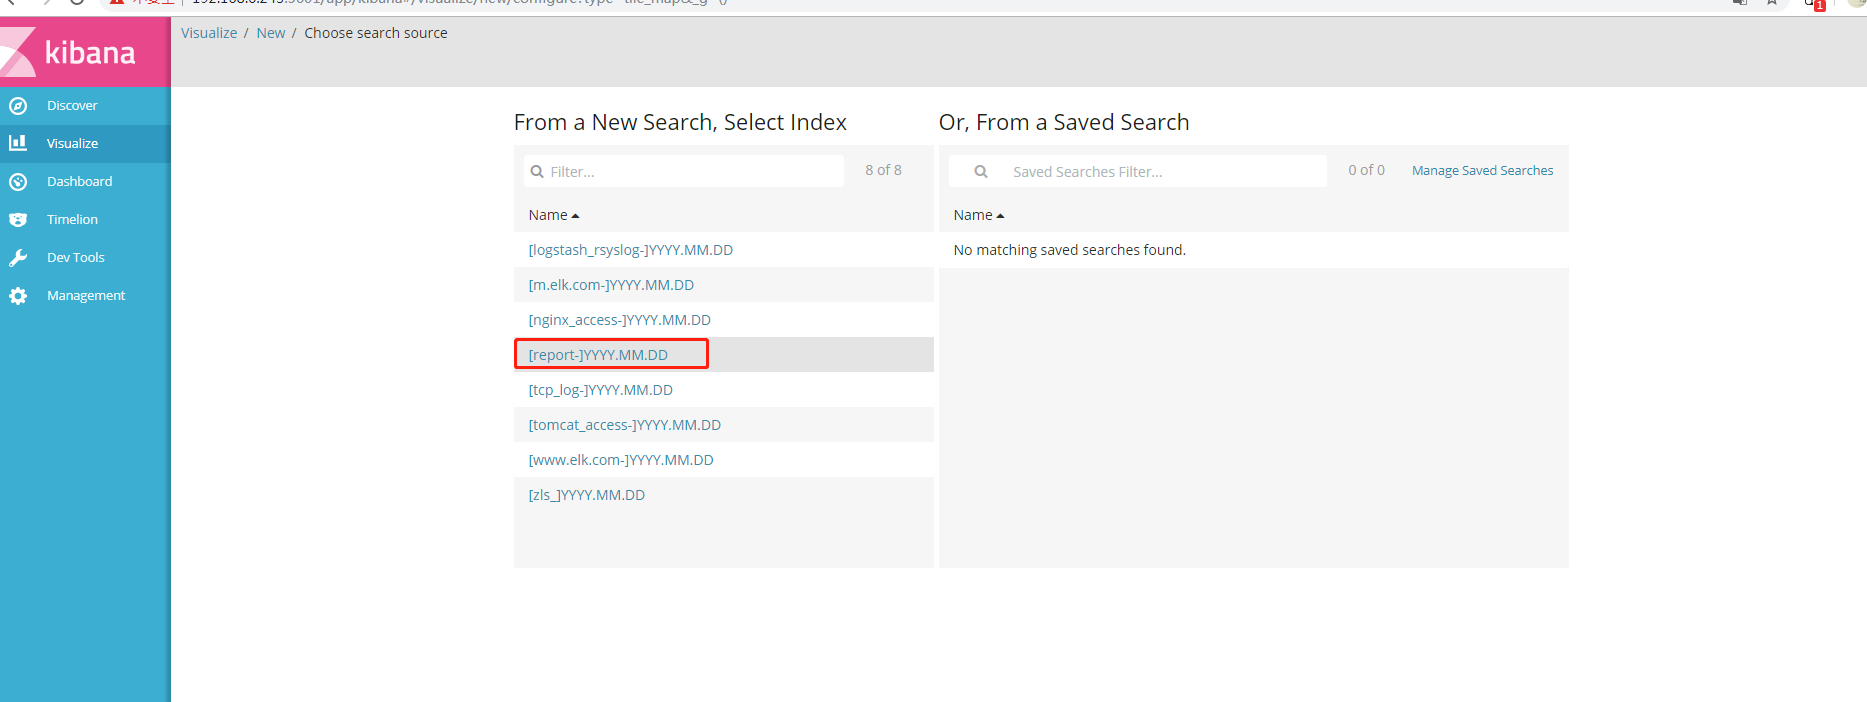 kibana
Discover
Visualize
Dashboard
Timelion
Dev Tools
Management
Visualize / New / Choose search source
From a New Search, Select Index
Filter...
8 of 8
Name
[logstash_rsyslog-]YYYY.MM.DD
[m.elk.com-]YYYY.MM.DD
[nginx_access-]YYYY.MM.DD
[report-]YYYY.MM.DD
[tcp_log-]YYYY.MM.DD
[tomcat_access-]YYYY.MM.DD
[www.elk.com-]YYYY.MM.DD
[zls_]YYYY.MM.DD
Or, From a Saved Search
Saved Searches Filter...
0 of 0
Manage Saved Searches
Name
No matching saved searches found.
1